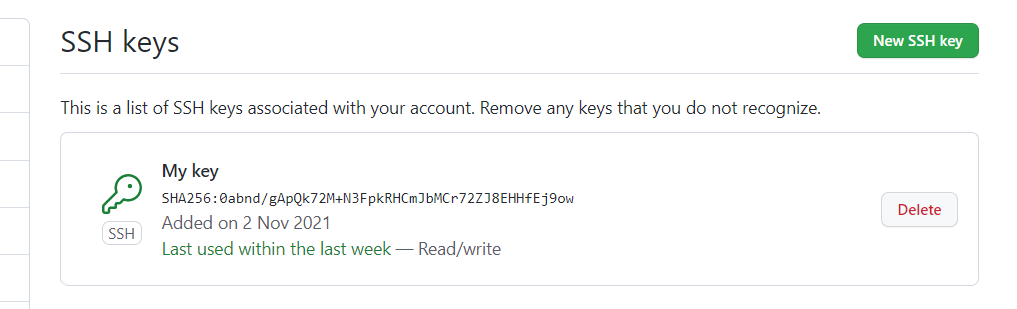 SSH keys
New SSH key
This is a list of SSH keys associated with your account. Remove any keys that you do not recognize.
My key
SHA256:0abnd/gApQk72M+N3FpkRHCmJbMCr72ZJ8EHHfEj9ow
SSH
Added on 2 Nov 2021
Last used within the last week — Read/write
Delete